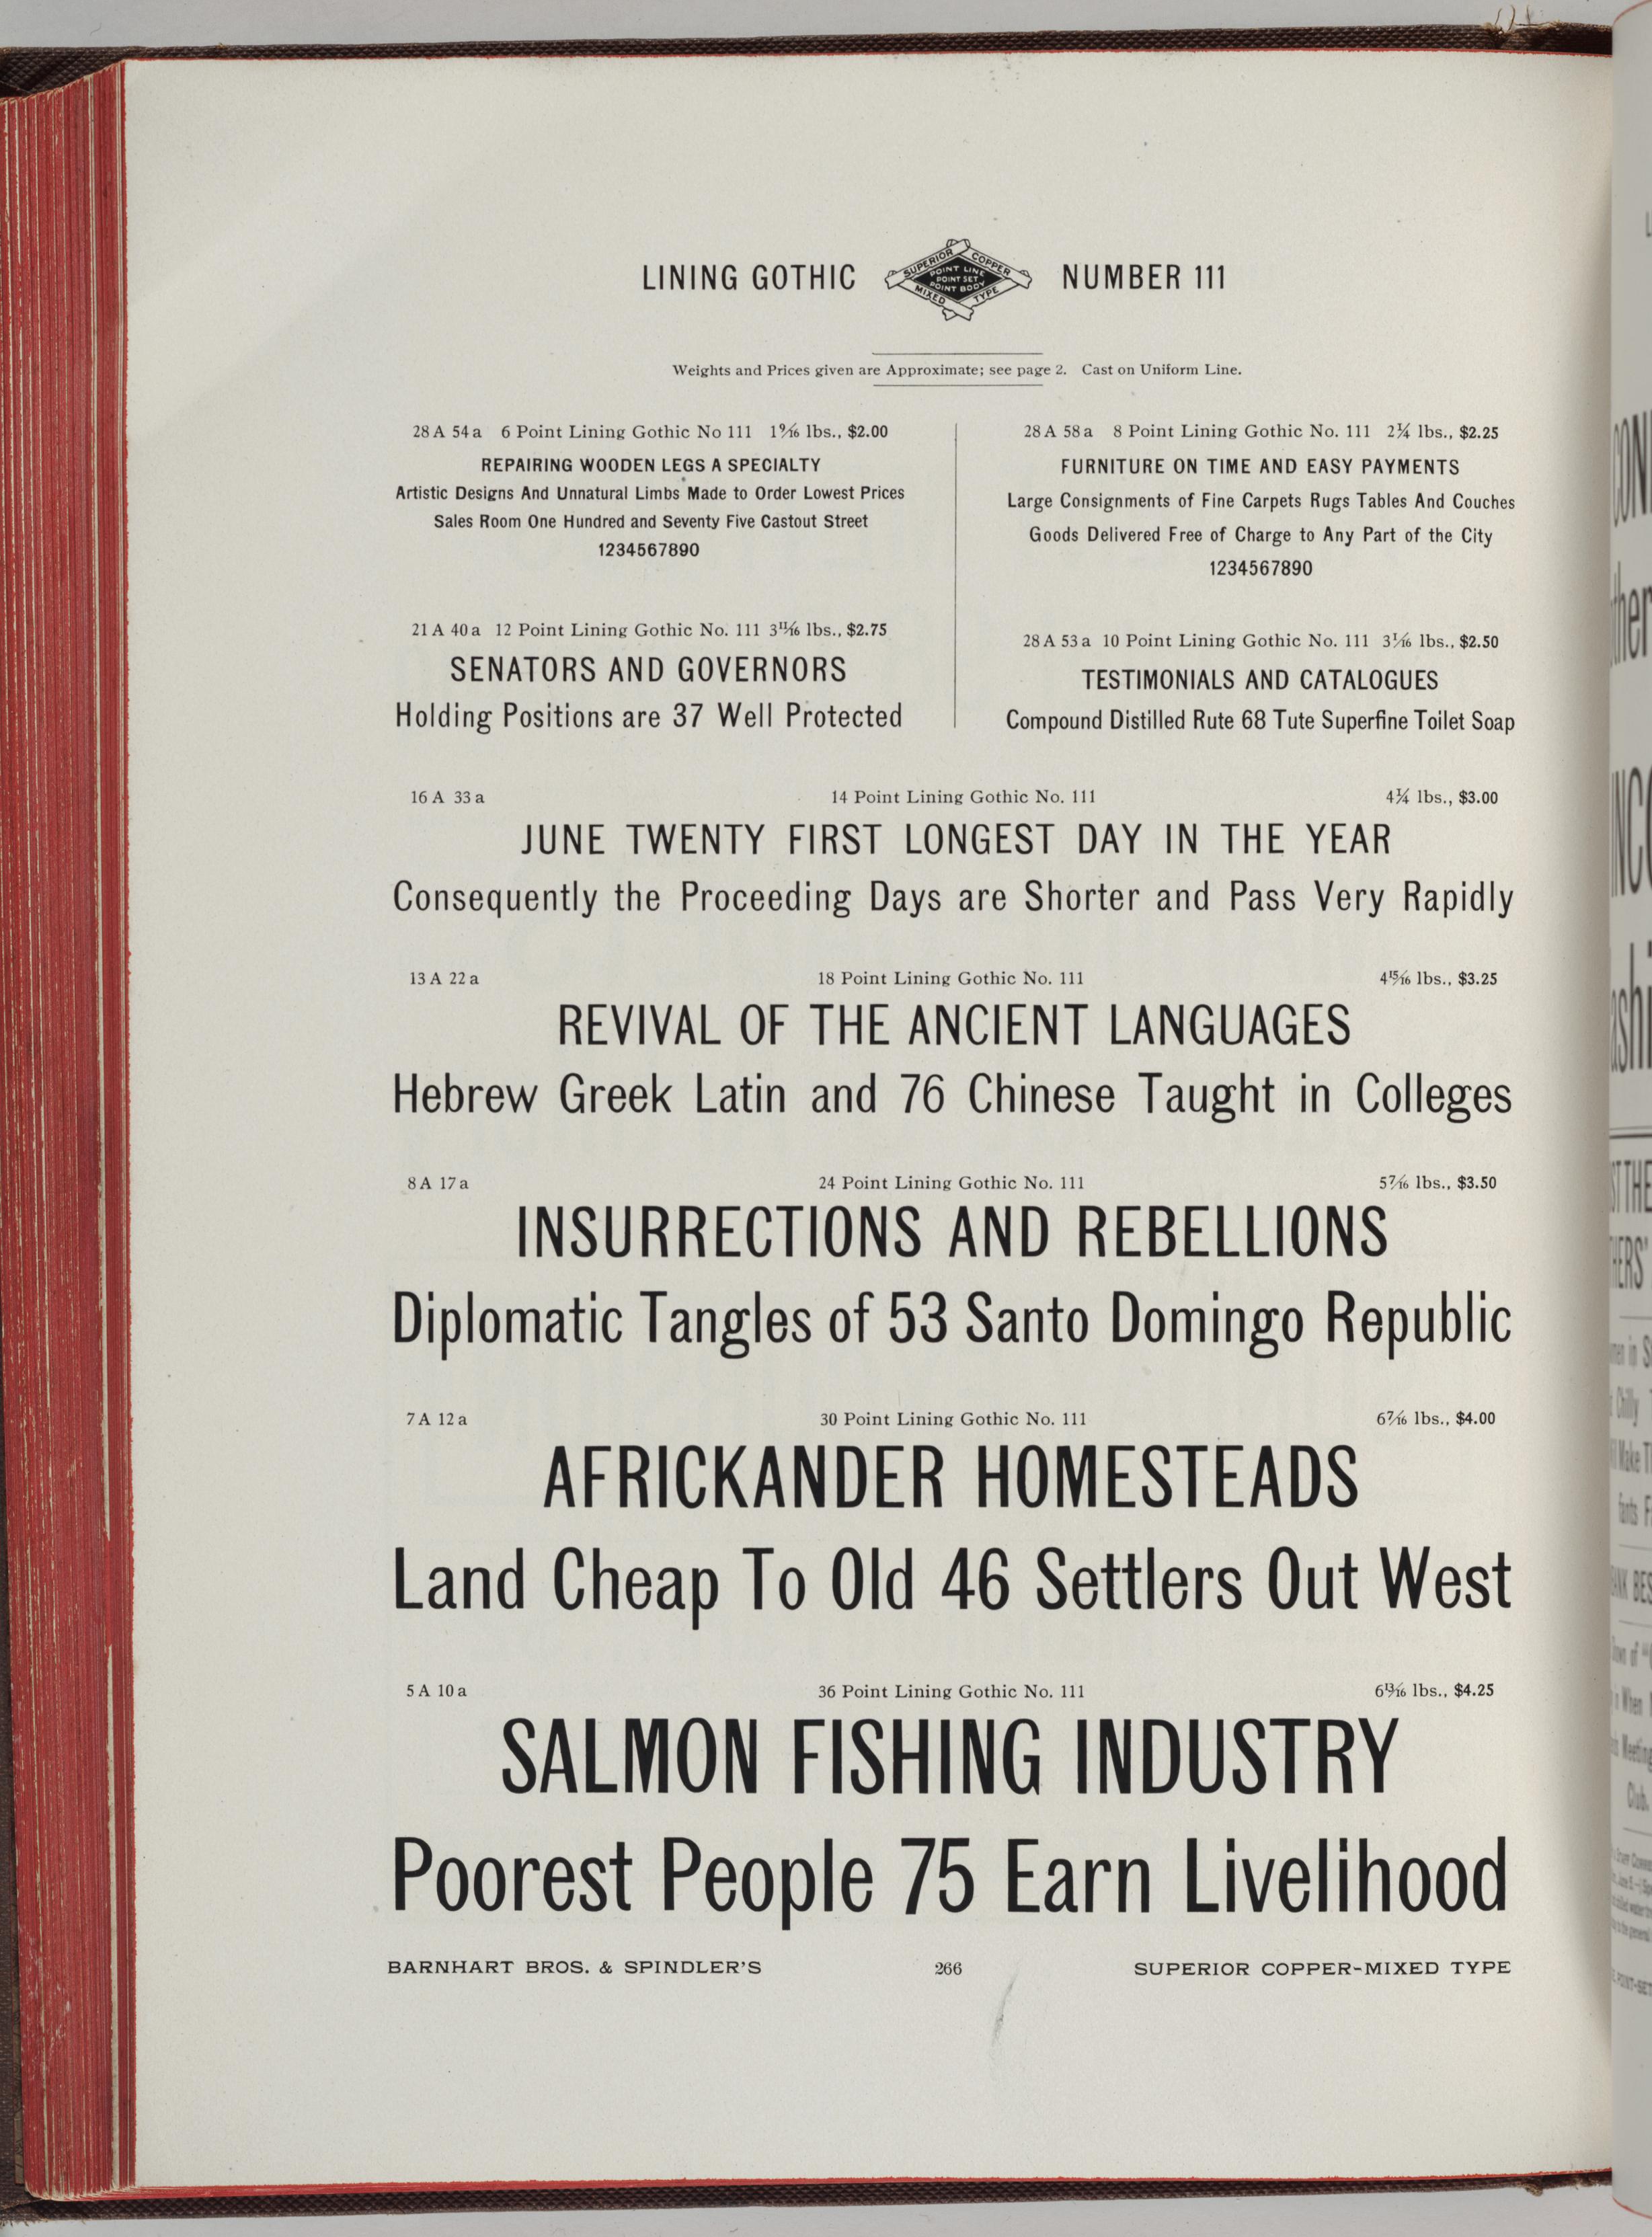 LINING GOTHIC NUMBER 111
SUPERIOR COPPER
POINT LINE
POINT SET
POINT BODY
MIXED TYPE
Weights and Prices given are Approximate; see page 2. Cast on Uniform Line.
28 A 54 a 6 Point Lining Gothic No 111 1 9/16 lbs., $2.00
REPAIRING WOODEN LEGS A SPECIALTY
Artistic Designs And Unnatural Limbs Made to Order Lowest Prices
Sales Room One Hundred and Seventy Five Castout Street
1234567890
21 A 40 a 12 Point Lining Gothic No. 111 3 11/16 lbs., $2.75
SENATORS AND GOVERNORS
Holding Positions are 37 Well Protected
28 A 58 a 8 Point Lining Gothic No. 111 2¼ lbs., $2.25
FURNITURE ON TIME AND EASY PAYMENTS
Large Consignments of Fine Carpets Rugs Tables And Couches
Goods Delivered Free of Charge to Any Part of the City
1234567890
28 A 53 a 10 Point Lining Gothic No. 111 3 1/16 lbs., $2.50
TESTIMONIALS AND CATALOGUES
Compound Distilled Rute 68 Tute Superfine Toilet Soap
16 A 33 a 14 Point Lining Gothic No. 111 4¼ lbs., $3.00
JUNE TWENTY FIRST LONGEST DAY IN THE YEAR
Consequently the Proceeding Days are Shorter and Pass Very Rapidly
13 A 22 a 18 Point Lining Gothic No. 111 4 15/16 lbs., $3.25
REVIVAL OF THE ANCIENT LANGUAGES
Hebrew Greek Latin and 76 Chinese Taught in Colleges
8 A 17 a 24 Point Lining Gothic No. 111 5 7/16 lbs., $3.50
INSURRECTIONS AND REBELLIONS
Diplomatic Tangles of 53 Santo Domingo Republic
7 A 12 a 30 Point Lining Gothic No. 111 6 7/16 lbs., $4.00
AFRICKANDER HOMESTEADS
Land Cheap To Old 46 Settlers Out West
5 A 10 a 36 Point Lining Gothic No. 111 6 13/16 lbs., $4.25
SALMON FISHING INDUSTRY
Poorest People 75 Earn Livelihood
BARNHART BROS. & SPINDLER'S 266 SUPERIOR COPPER-MIXED TYPE